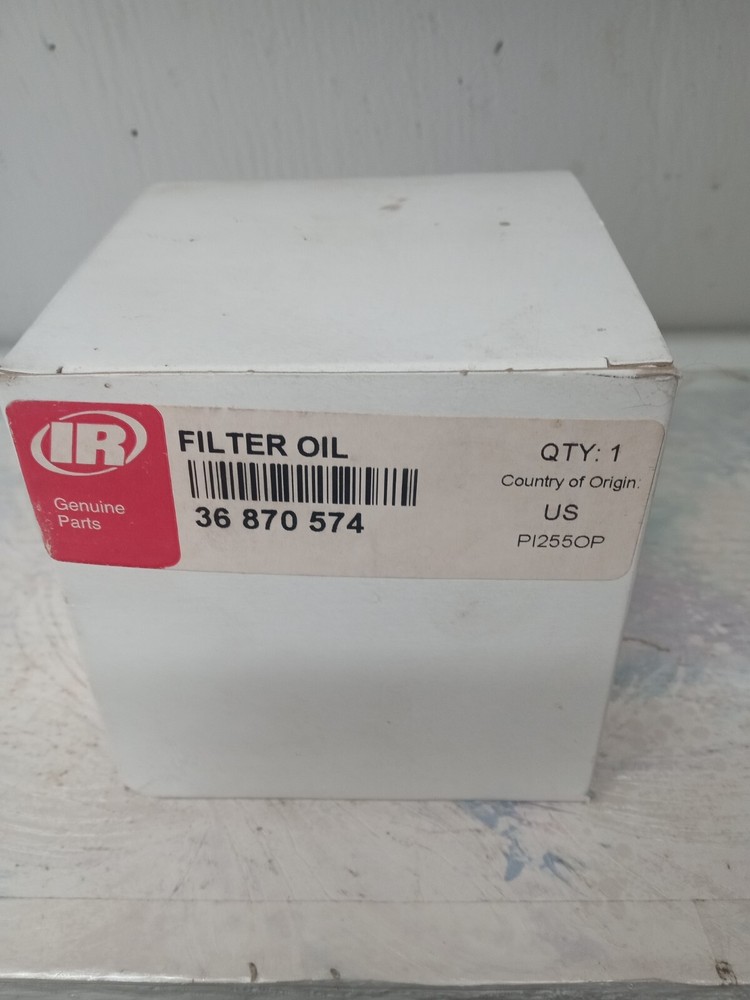 IR
Genuine
Parts
FILTER OIL
36 870 574
QTY: 1
Country of Origin:
US
PI255OP